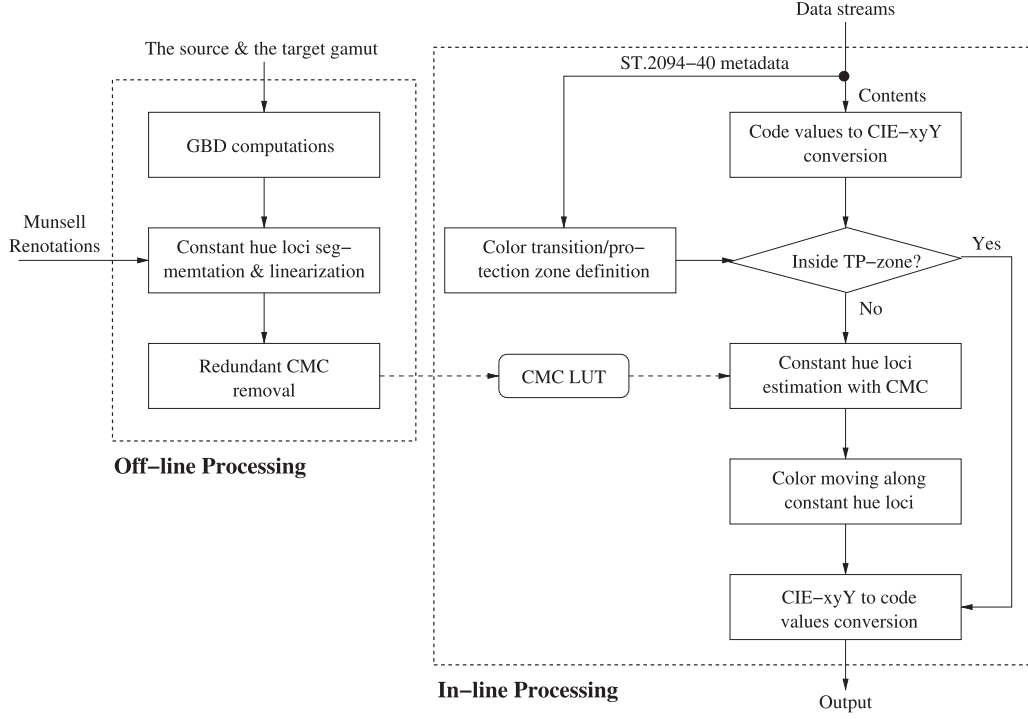 Data streams
The source & the target gamut
ST.2094−40 metadata
Contents
GBD computations
Code values to CIE−xyY
conversion
Munsell
Renotations
Constant hue loci seg−
memtation & linearization
Color transition/pro−
tection zone definition
Inside TP−zone?
Yes
No
Redundant CMC
removal
CMC LUT
Constant hue loci
estimation with CMC
Off−line Processing
Color moving along
constant hue loci
CIE−xyY to code
values conversion
In−line Processing
Output